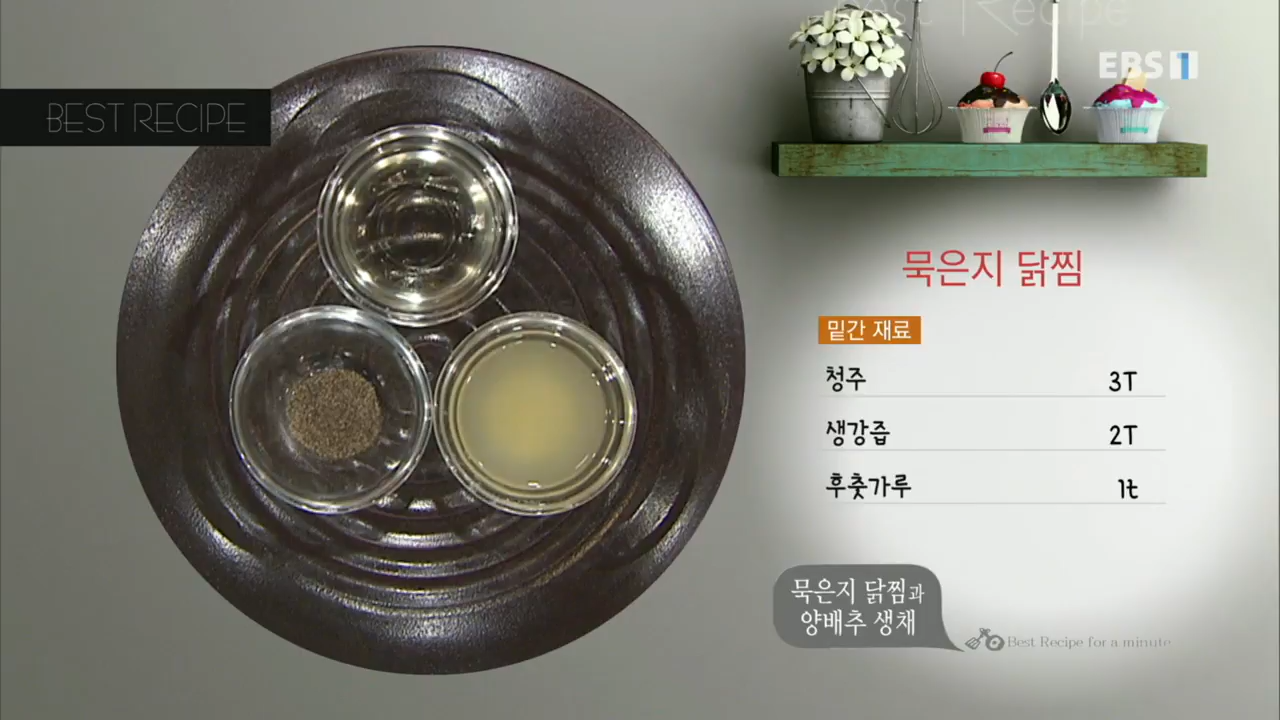 Best Recipe
EBS 1
BEST RECIPE
묵은지 닭찜
밑간 재료
청주 3T
생강즙 2T
후춧가루 1t
묵은지 닭찜과
양배추 생채
Best Recipe for a minute